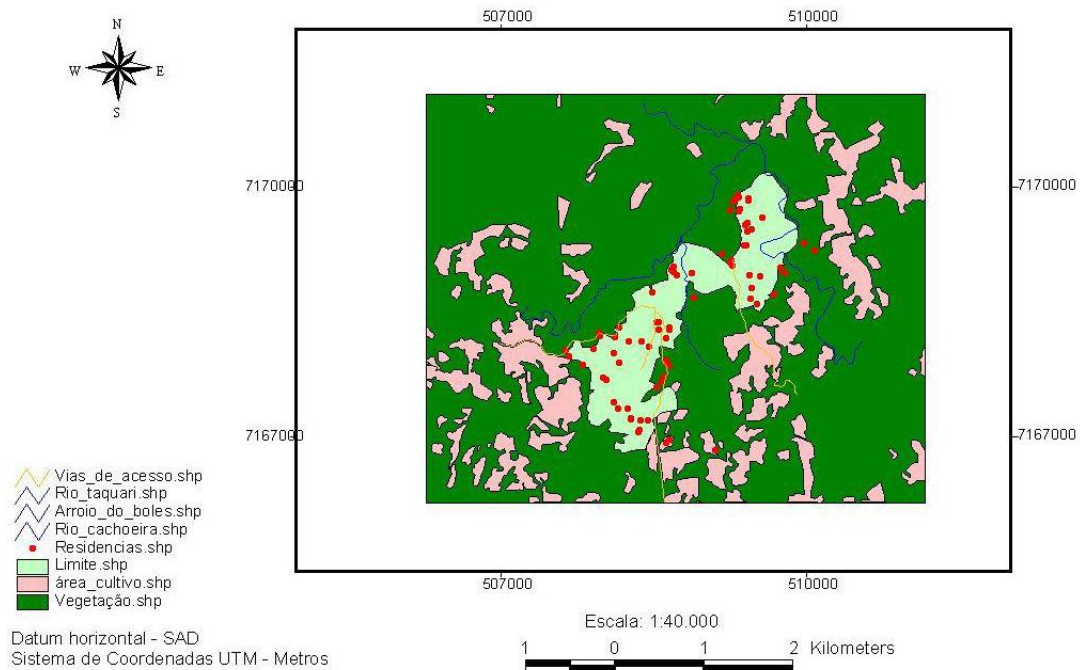 507000 510000
N
W E
S
7170000 7170000
7167000 7167000
Vias_de_acesso.shp
Rio_taquari.shp
Arroio_do_boles.shp
Rio_cachoeira.shp
Residencias.shp
Limite.shp
área_cultivo.shp
Vegetação.shp
507000 510000
Escala: 1:40.000
Datum horizontal - SAD
Sistema de Coordenadas UTM - Metros
1 0 1 2 Kilometers